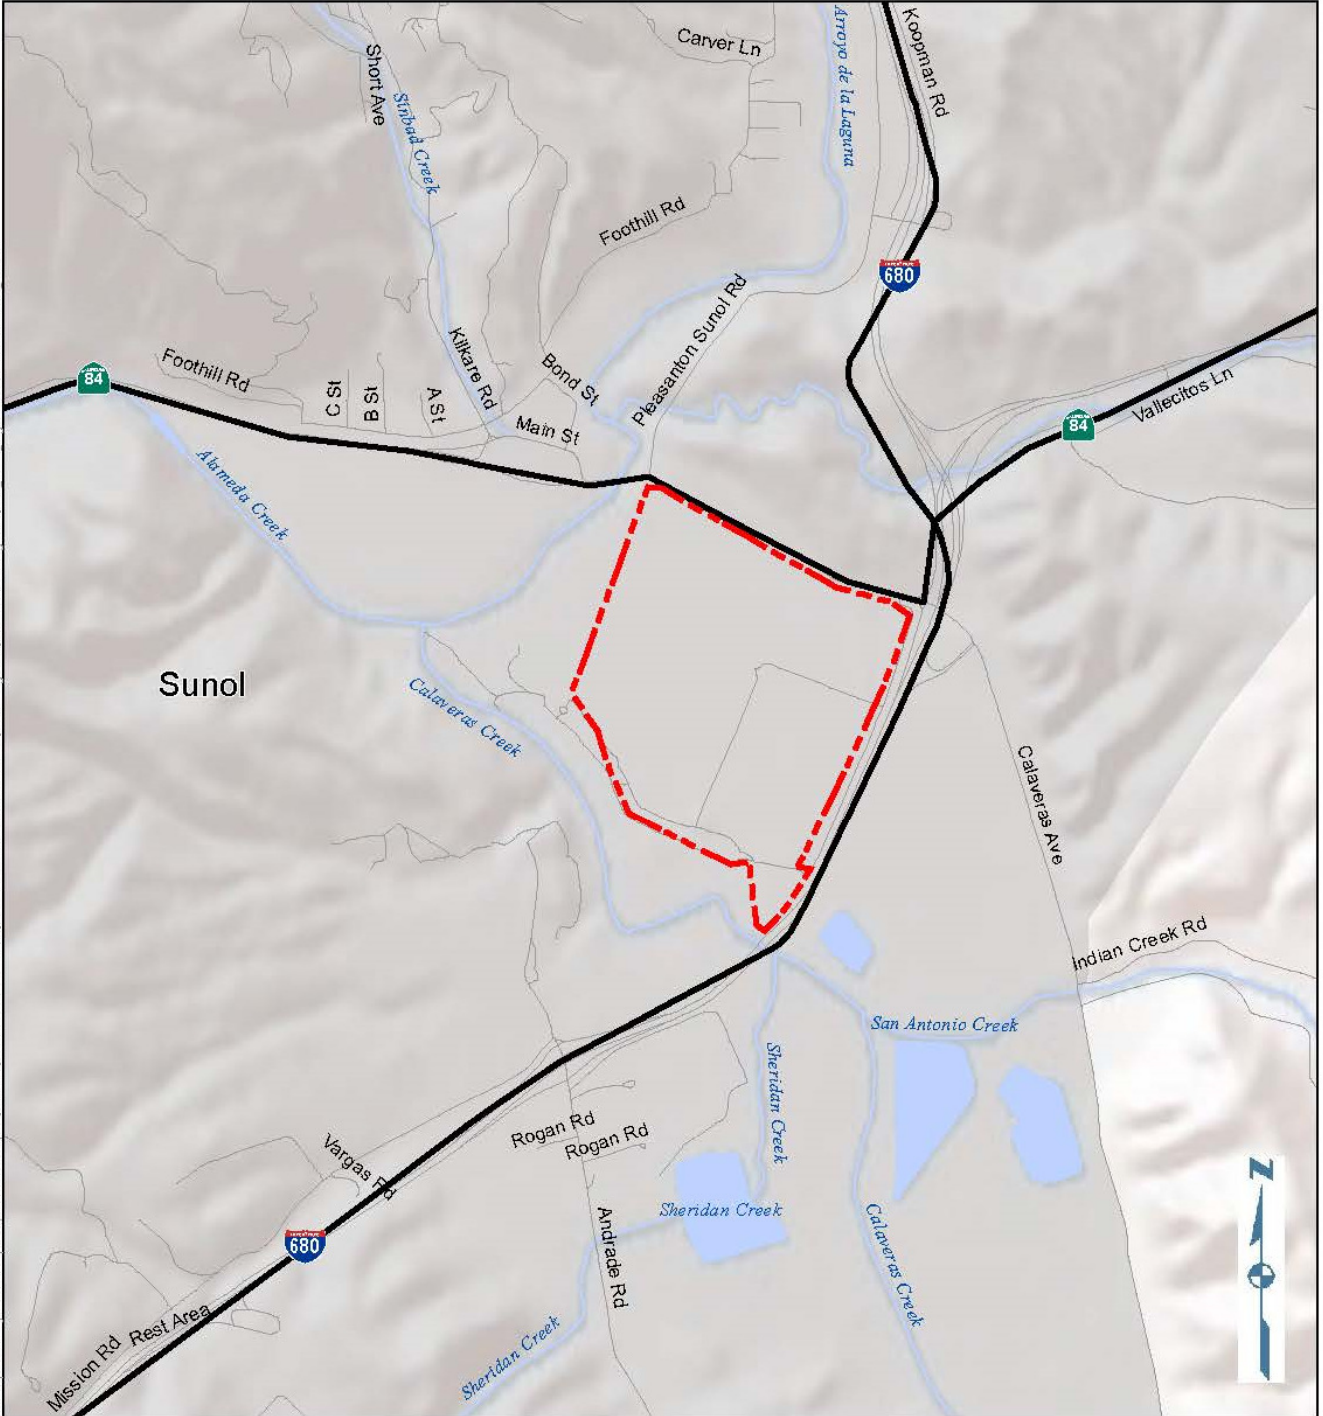 Koopman Rd
Arroyo de la Laguna
Carver Ln
Short Ave
Sinbad Creek
Foothill Rd
680
Pleasanton Sunol Rd
Kilkare Rd
Foothill Rd
84
Bond St
C St
B St
A St
Main St
Vallecitos Ln
84
Alameda Creek
Sunol
Calaveras Creek
Calaveras Ave
Indian Creek Rd
San Antonio Creek
Sheridan Creek
Rogan Rd
Rogan Rd
Vargas Rd
Sheridan Creek
Andrade Rd
Calaveras Creek
680
Rest Area
Mission Rd
Sheridan Creek
N